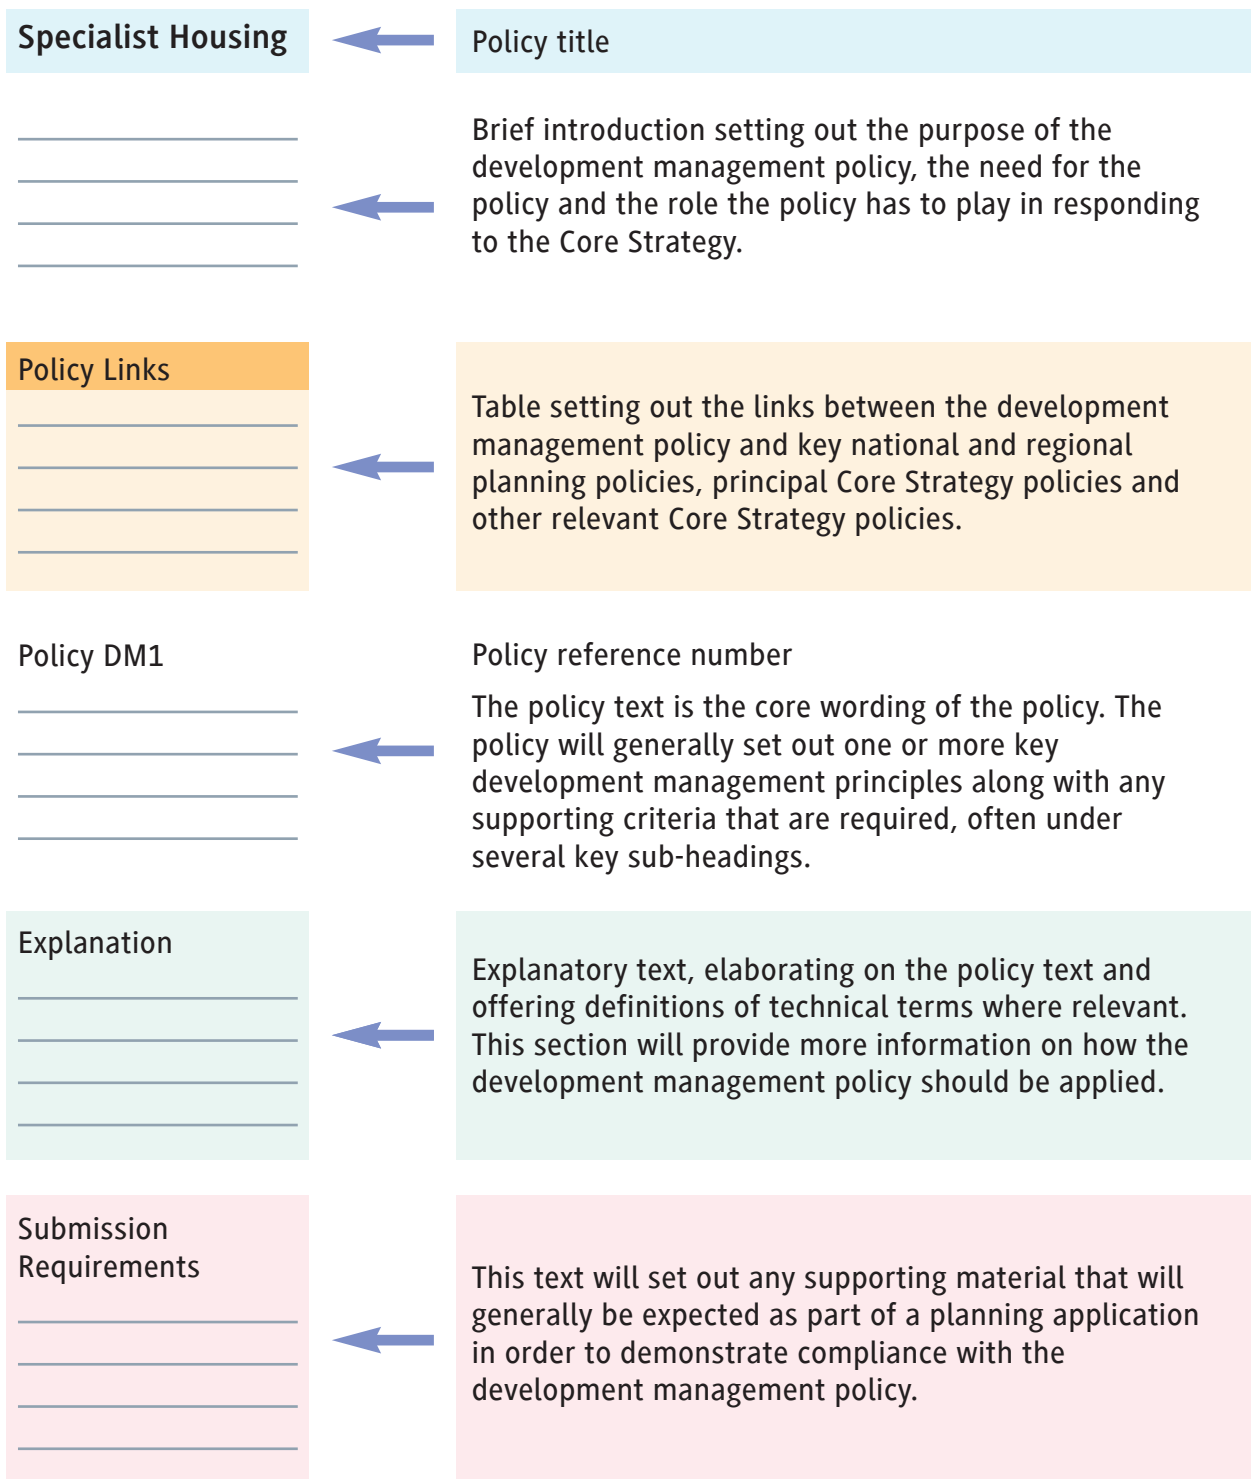 Specialist Housing
Policy title
Brief introduction setting out the purpose of the
development management policy, the need for the
policy and the role the policy has to play in responding
to the Core Strategy.
Policy Links
Table setting out the links between the development
management policy and key national and regional
planning policies, principal Core Strategy policies and
other relevant Core Strategy policies.
Policy DM1
Policy reference number
The policy text is the core wording of the policy. The
policy will generally set out one or more key
development management principles along with any
supporting criteria that are required, often under
several key sub-headings.
Explanation
Explanatory text, elaborating on the policy text and
offering definitions of technical terms where relevant.
This section will provide more information on how the
development management policy should be applied.
Submission
Requirements
This text will set out any supporting material that will
generally be expected as part of a planning application
in order to demonstrate compliance with the
development management policy.